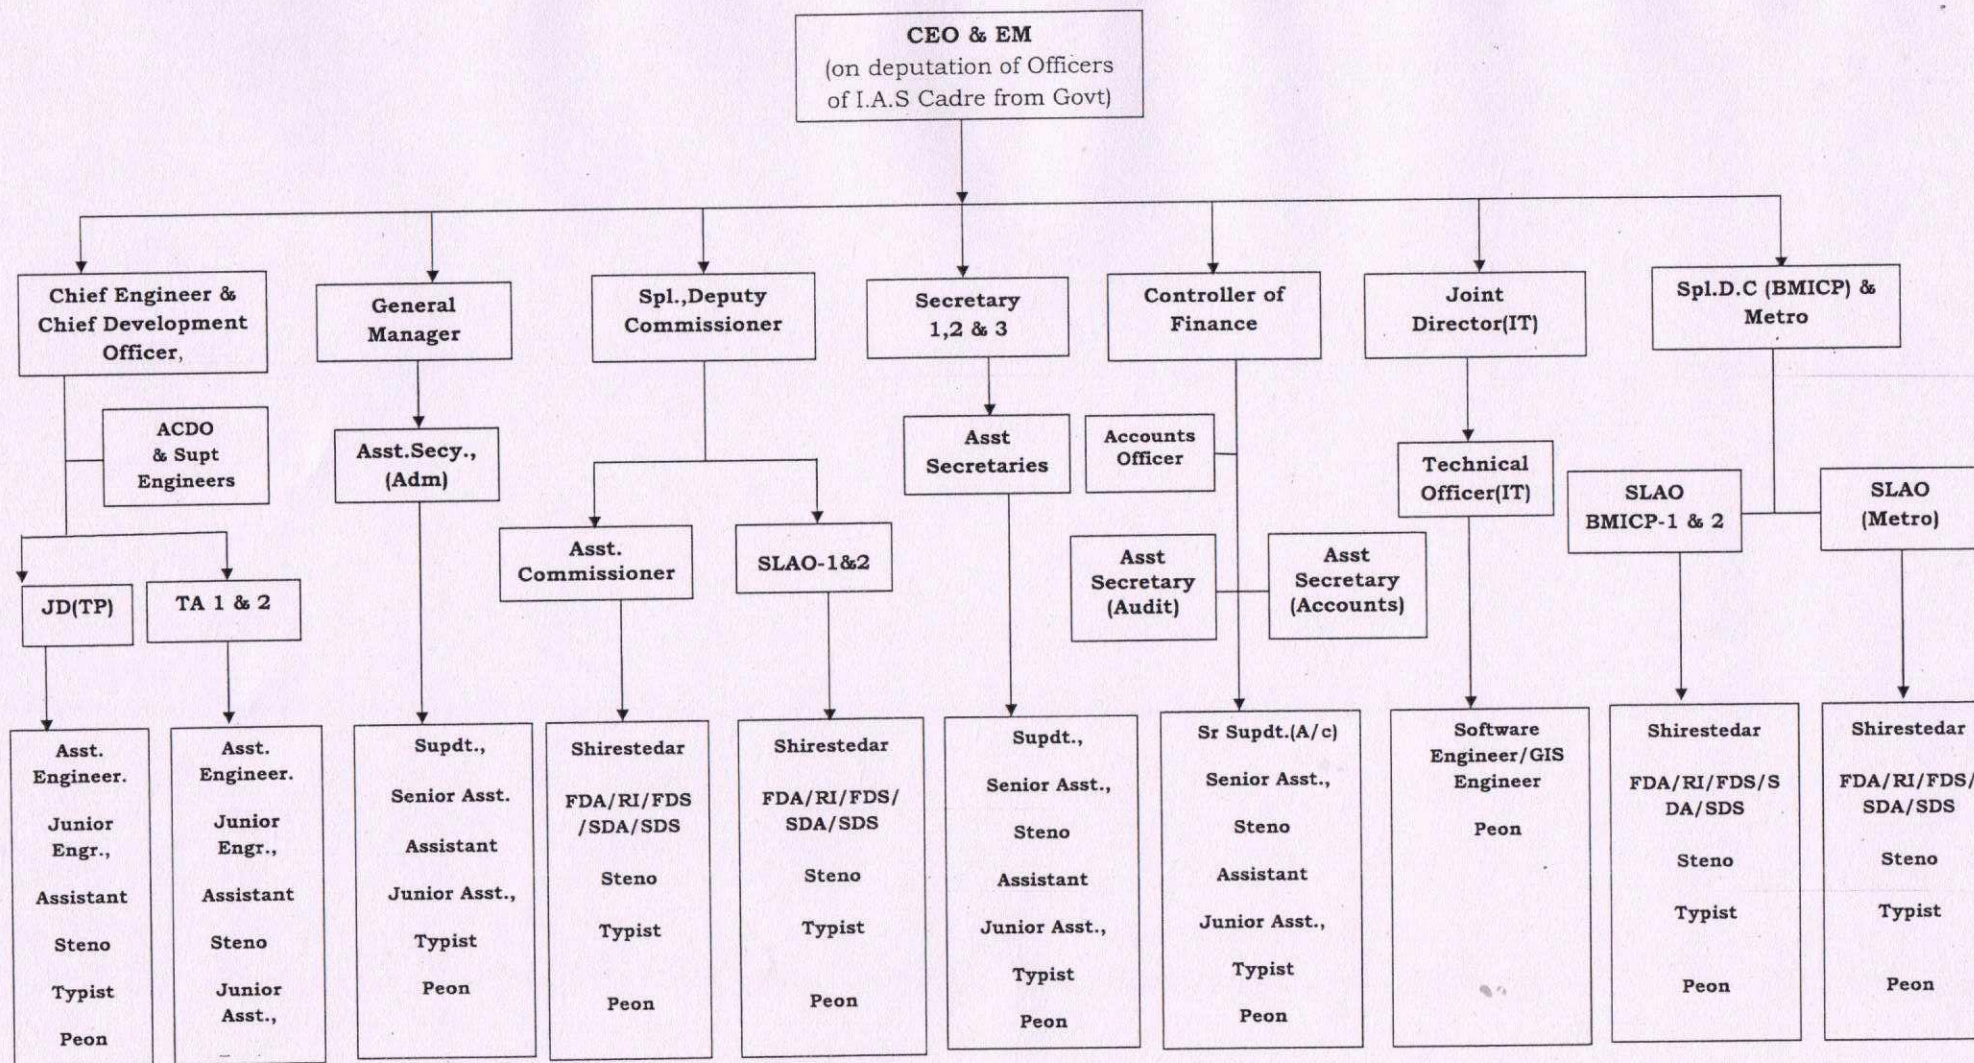 CEO & EM
(on deputation of Officers
of I.A.S Cadre from Govt)
Chief Engineer &
Chief Development
Officer,
General
Manager
Spl.,Deputy
Commissioner
Secretary
1,2 & 3
Controller of
Finance
Joint
Director(IT)
Spl.D.C (BMICP) &
Metro
ACDO
& Supt
Engineers
Asst.Secy.,
(Adm)
Asst
Secretaries
Accounts
Officer
Technical
Officer(IT)
SLAO
BMICP-1 & 2
SLAO
(Metro)
Asst.
Commissioner
SLAO-1&2
Asst
Secretary
(Audit)
Asst
Secretary
(Accounts)
JD(TP)
TA 1 & 2
Asst.
Engineer.
Junior
Engr.,
Assistant
Steno
Typist
Peon
Asst.
Engineer.
Junior
Engr.,
Assistant
Steno
Junior
Asst.,
Supdt.,
Senior Asst.
Assistant
Junior Asst.,
Typist
Peon
Shirestedar
FDA/RI/FDS
/SDA/SDS
Steno
Typist
Peon
Shirestedar
FDA/RI/FDS/
SDA/SDS
Steno
Typist
Peon
Supdt.,
Senior Asst.,
Steno
Assistant
Junior Asst.,
Typist
Peon
Sr Supdt.(A/c)
Senior Asst.,
Steno
Assistant
Junior Asst.,
Typist
Peon
Software
Engineer/GIS
Engineer
Peon
Shirestedar
FDA/RI/FDS/S
DA/SDS
Steno
Typist
Peon
Shirestedar
FDA/RI/FDS/
SDA/SDS
Steno
Typist
Peon